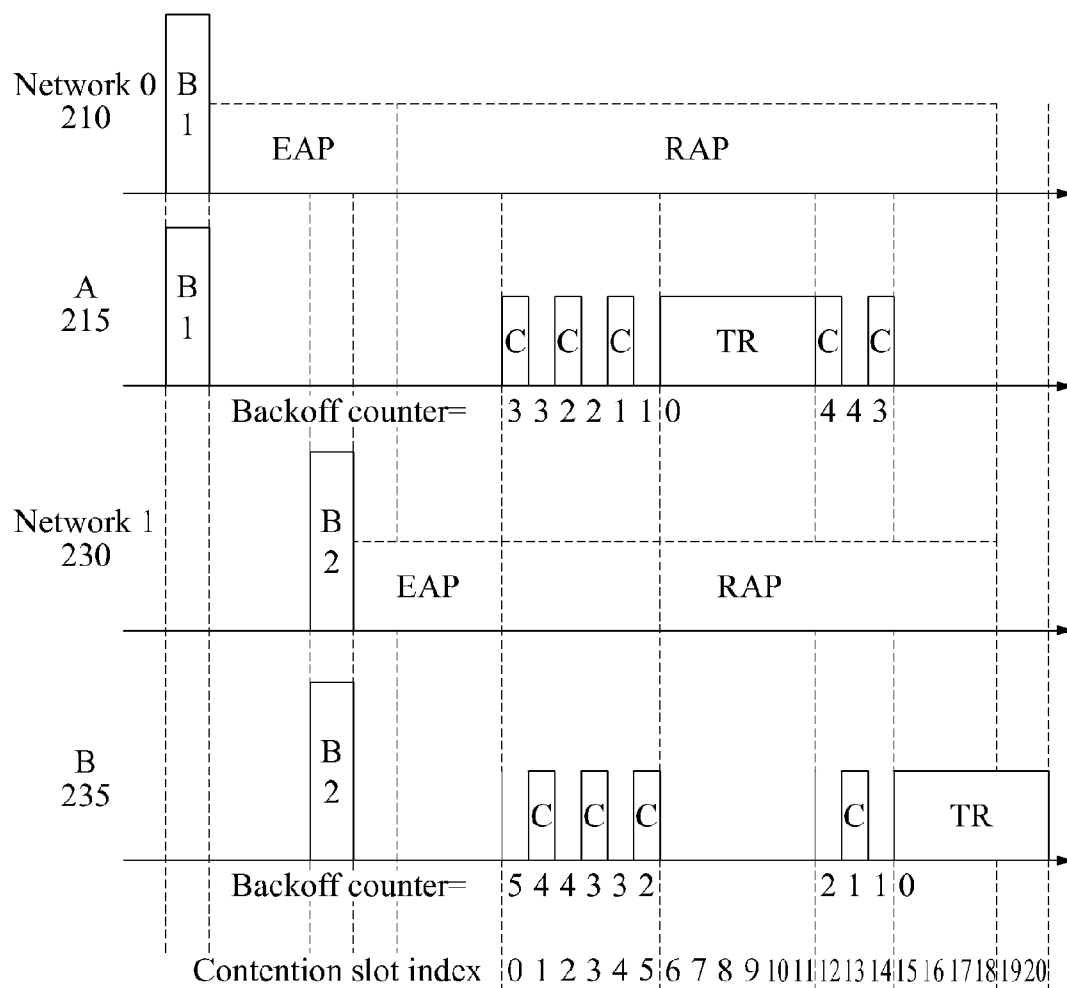 Network 0
210
B
1
EAP
RAP
A
215
B
1
C C C TR C C
Backoff counter= 3 3 2 2 1 1 0 4 4 3
Network 1
230
B
2
EAP
RAP
B
235
B
2
C C C C TR
Backoff counter= 5 4 4 3 3 2 2 1 1 0
Contention slot index 0 1 2 3 4 5 6 7 8 9 10 11 12 13 14 15 16 17 18 19 20